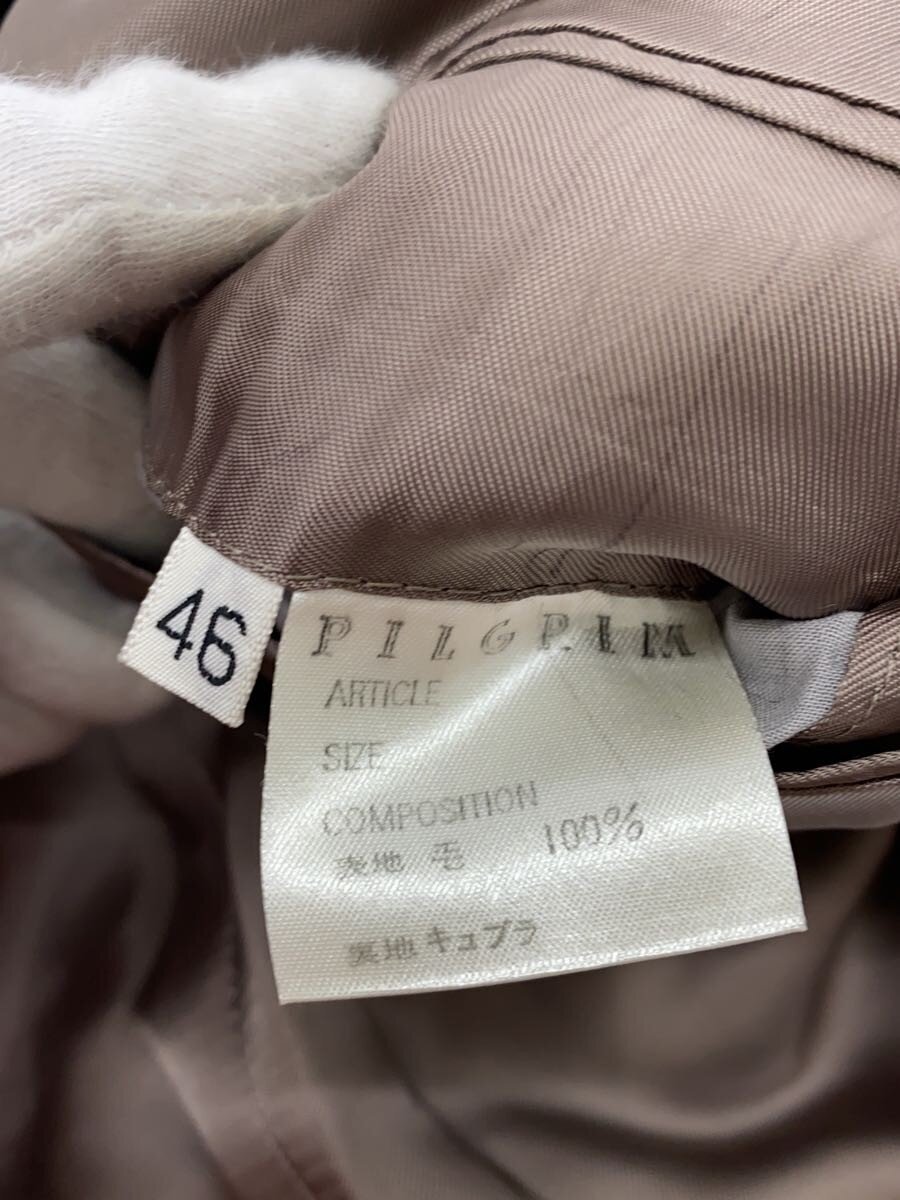 46
PILGRIM
ARTICLE
SIZE
COMPOSITION
表地 毛 100%
裏地 キュプラ